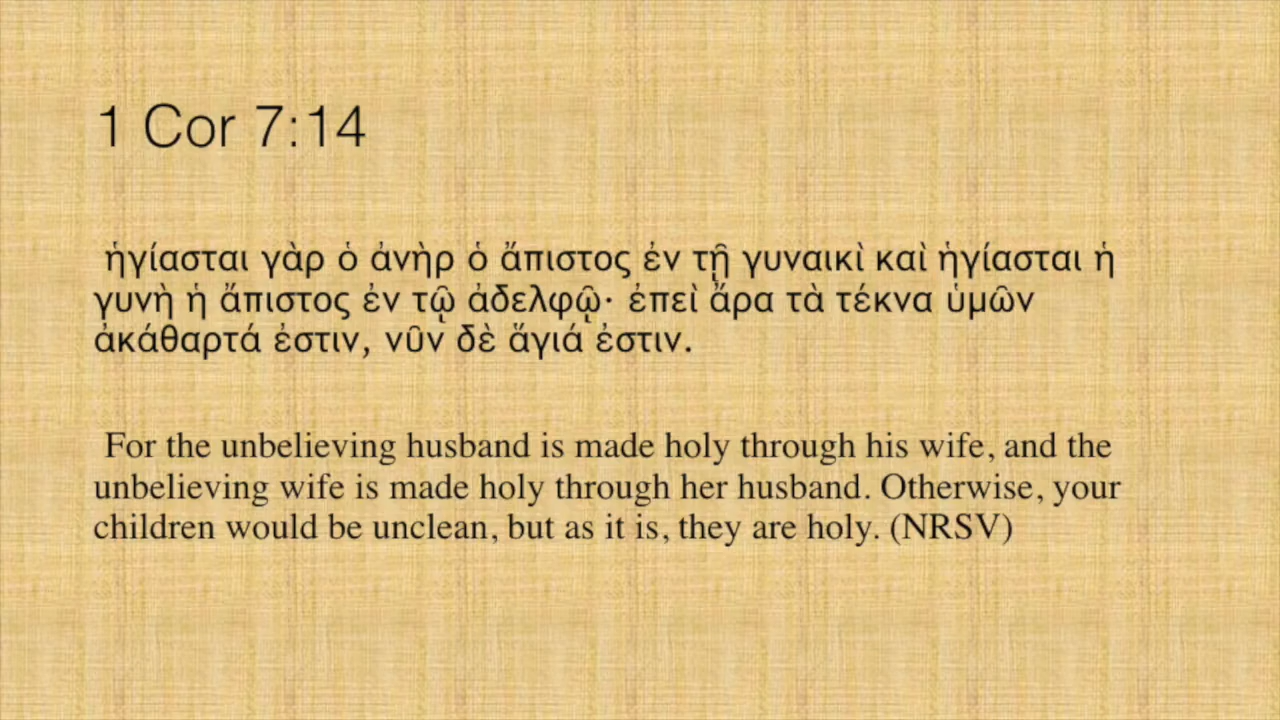 1 Cor 7:14
ἡγίασται γὰρ ὁ ἀνὴρ ὁ ἄπιστος ἐν τῇ γυναικὶ καὶ ἡγίασται ἡ
γυνὴ ἡ ἄπιστος ἐν τῷ ἀδελφῷ· ἐπεὶ ἄρα τὰ τέκνα ὑμῶν
ἀκάθαρτά ἐστιν, νῦν δὲ ἅγιά ἐστιν.
For the unbelieving husband is made holy through his wife, and the
unbelieving wife is made holy through her husband. Otherwise, your
children would be unclean, but as it is, they are holy. (NRSV)